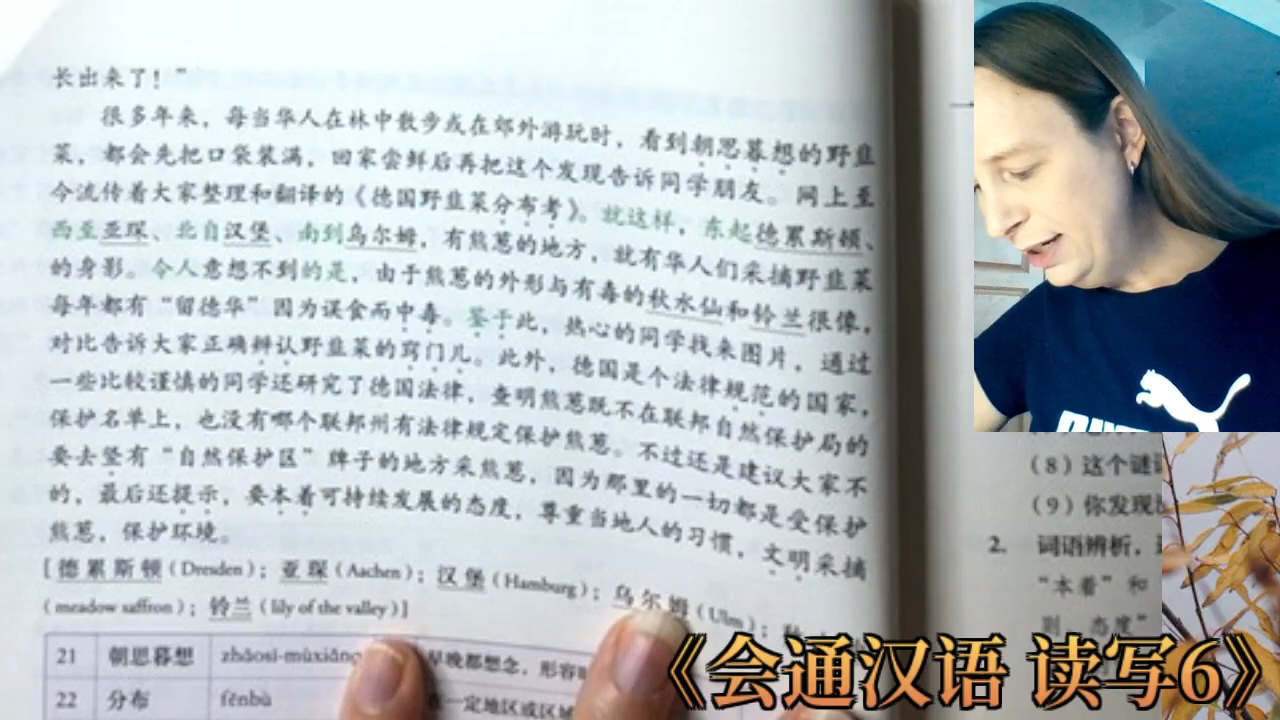 长出来了！”
很多年来，每当华人在林中散步或在郊外游玩时，看到朝思暮想的野韭
菜，都会先把口袋装满，回家尝鲜后再把这个发现告诉同学朋友。网上至
今流传着大家整理和翻译的《德国野韭菜分布考》。就这样，东起德累斯顿、
西至亚琛、北自汉堡、南到乌尔姆，有熊葱的地方，就有华人们采摘野韭菜
的身影。令人意想不到的是，由于熊葱的外形与有毒的秋水仙和铃兰很像，
每年都有“留德华”因为误食而中毒。鉴于此，热心的同学找来图片，通过
对比告诉大家正确辨认野韭菜的窍门儿。此外，德国是个法律规范的国家，
一些比较谨慎的同学还研究了德国法律，查明熊葱既不在联邦自然保护局的
保护名单上，也没有哪个联邦州有法律规定保护熊葱。不过还是建议大家不
要去竖有“自然保护区”牌子的地方采熊葱，因为那里的一切都是受保护
的，最后还提示，要本着可持续发展的态度，尊重当地人的习惯，文明采摘
熊葱，保护环境。
[德累斯顿（Dresden）；亚琛（Aachen）；汉堡（Hamburg）；乌尔姆（Ulm）；
（meadow saffron）；铃兰（lily of the valley）]
21 朝思暮想 zhāosī-mùxiǎng 早晚都想念，形容
22 分布 fēnbù 一定地区或区域
（8）这个谜
（9）你发现
2. 词语辨析，
“本着”和
别，态度”
《会通汉语 读写6》